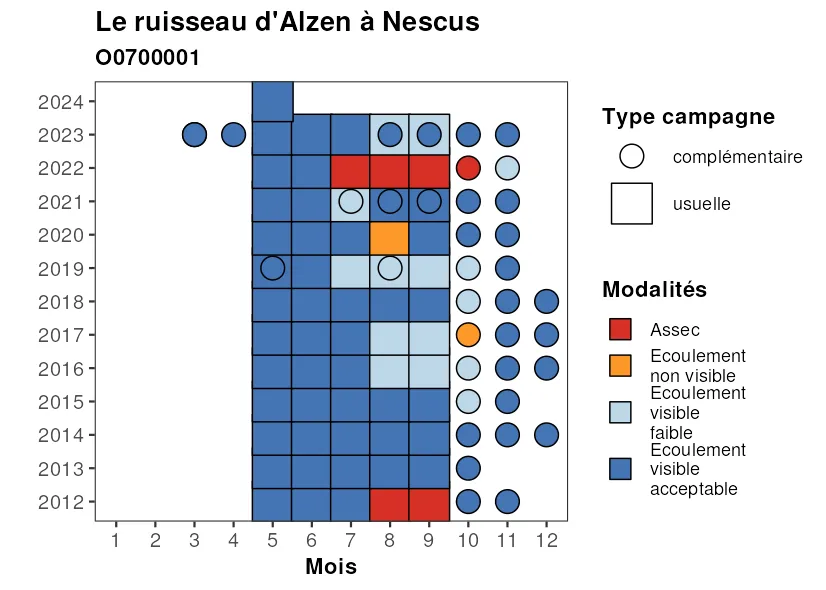 Le ruisseau d'Alzen à Nescus
O0700001
2024
2023
2022
2021
2020
2019
2018
2017
2016
2015
2014
2013
2012
1 2 3 4 5 6 7 8 9 10 11 12
Mois
Type campagne
complémentaire
usuelle
Modalités
Assec
Ecoulement
non visible
Ecoulement
visible
faible
Ecoulement
visible
acceptable